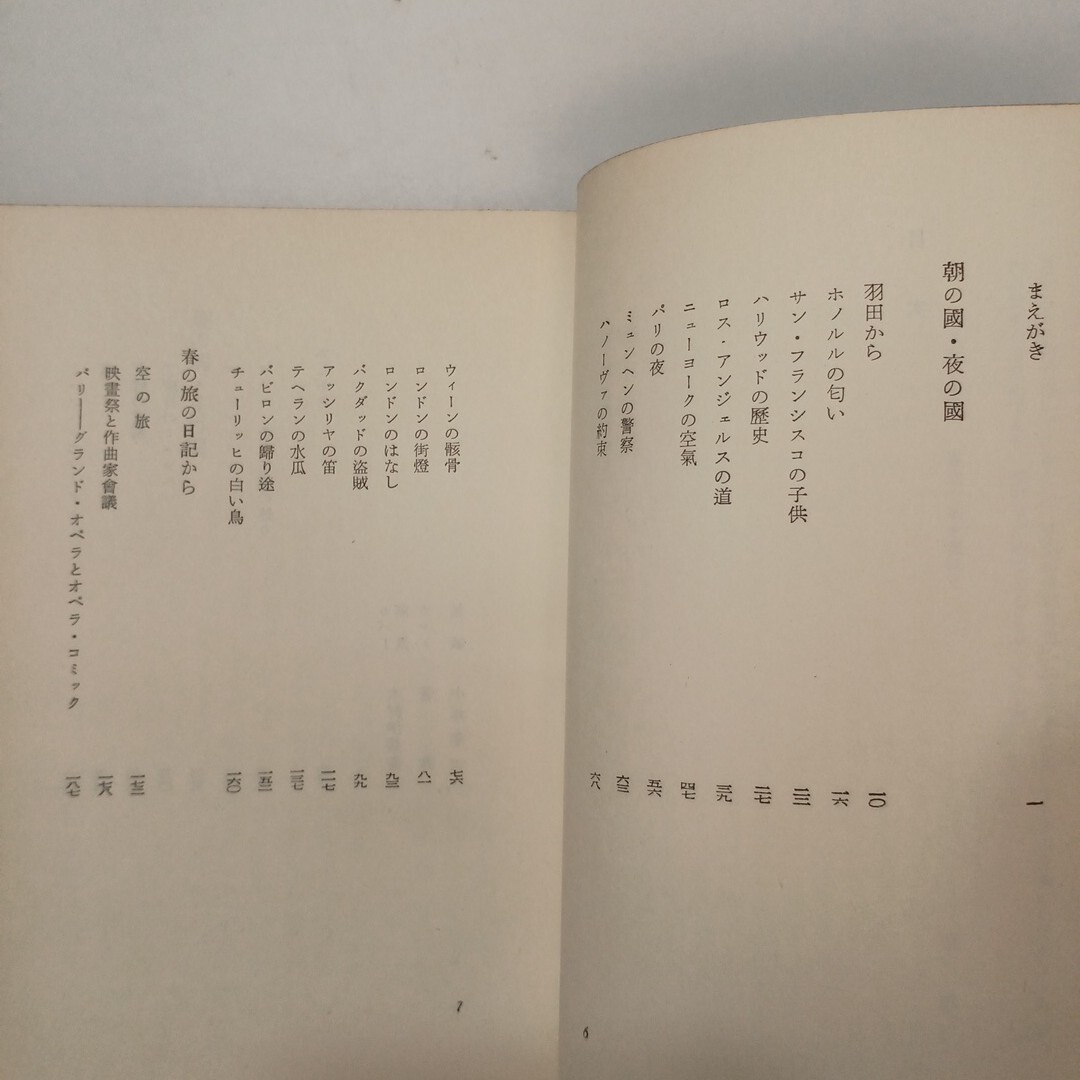 まえがき 一
朝の國・夜の國
羽田から 一〇
ホノルルの匂い 一六
サン・フランシスコの子供 二三
ハリウッドの歷史 二七
ロス・アンジェルスの道 三九
ニューヨークの空氣 四七
パリの夜 五六
ミュンヘンの警察 六三
ハノーヴァの約束 六八
6
ウィーンの骸骨 七六
ロンドンの街燈 八一
ロンドンのはなし 九三
バクダッドの盜賊 九九
アッシリヤの笛 一一七
テヘランの水瓜 一三七
バビロンの歸り途 一五二
チューリッヒの白い鳥 一六〇
春の旅の日記から
空の旅 一七三
映畫祭と作曲家會議 一七八
パリ――グランド・オペラとオペラ・コミック 一八七
7